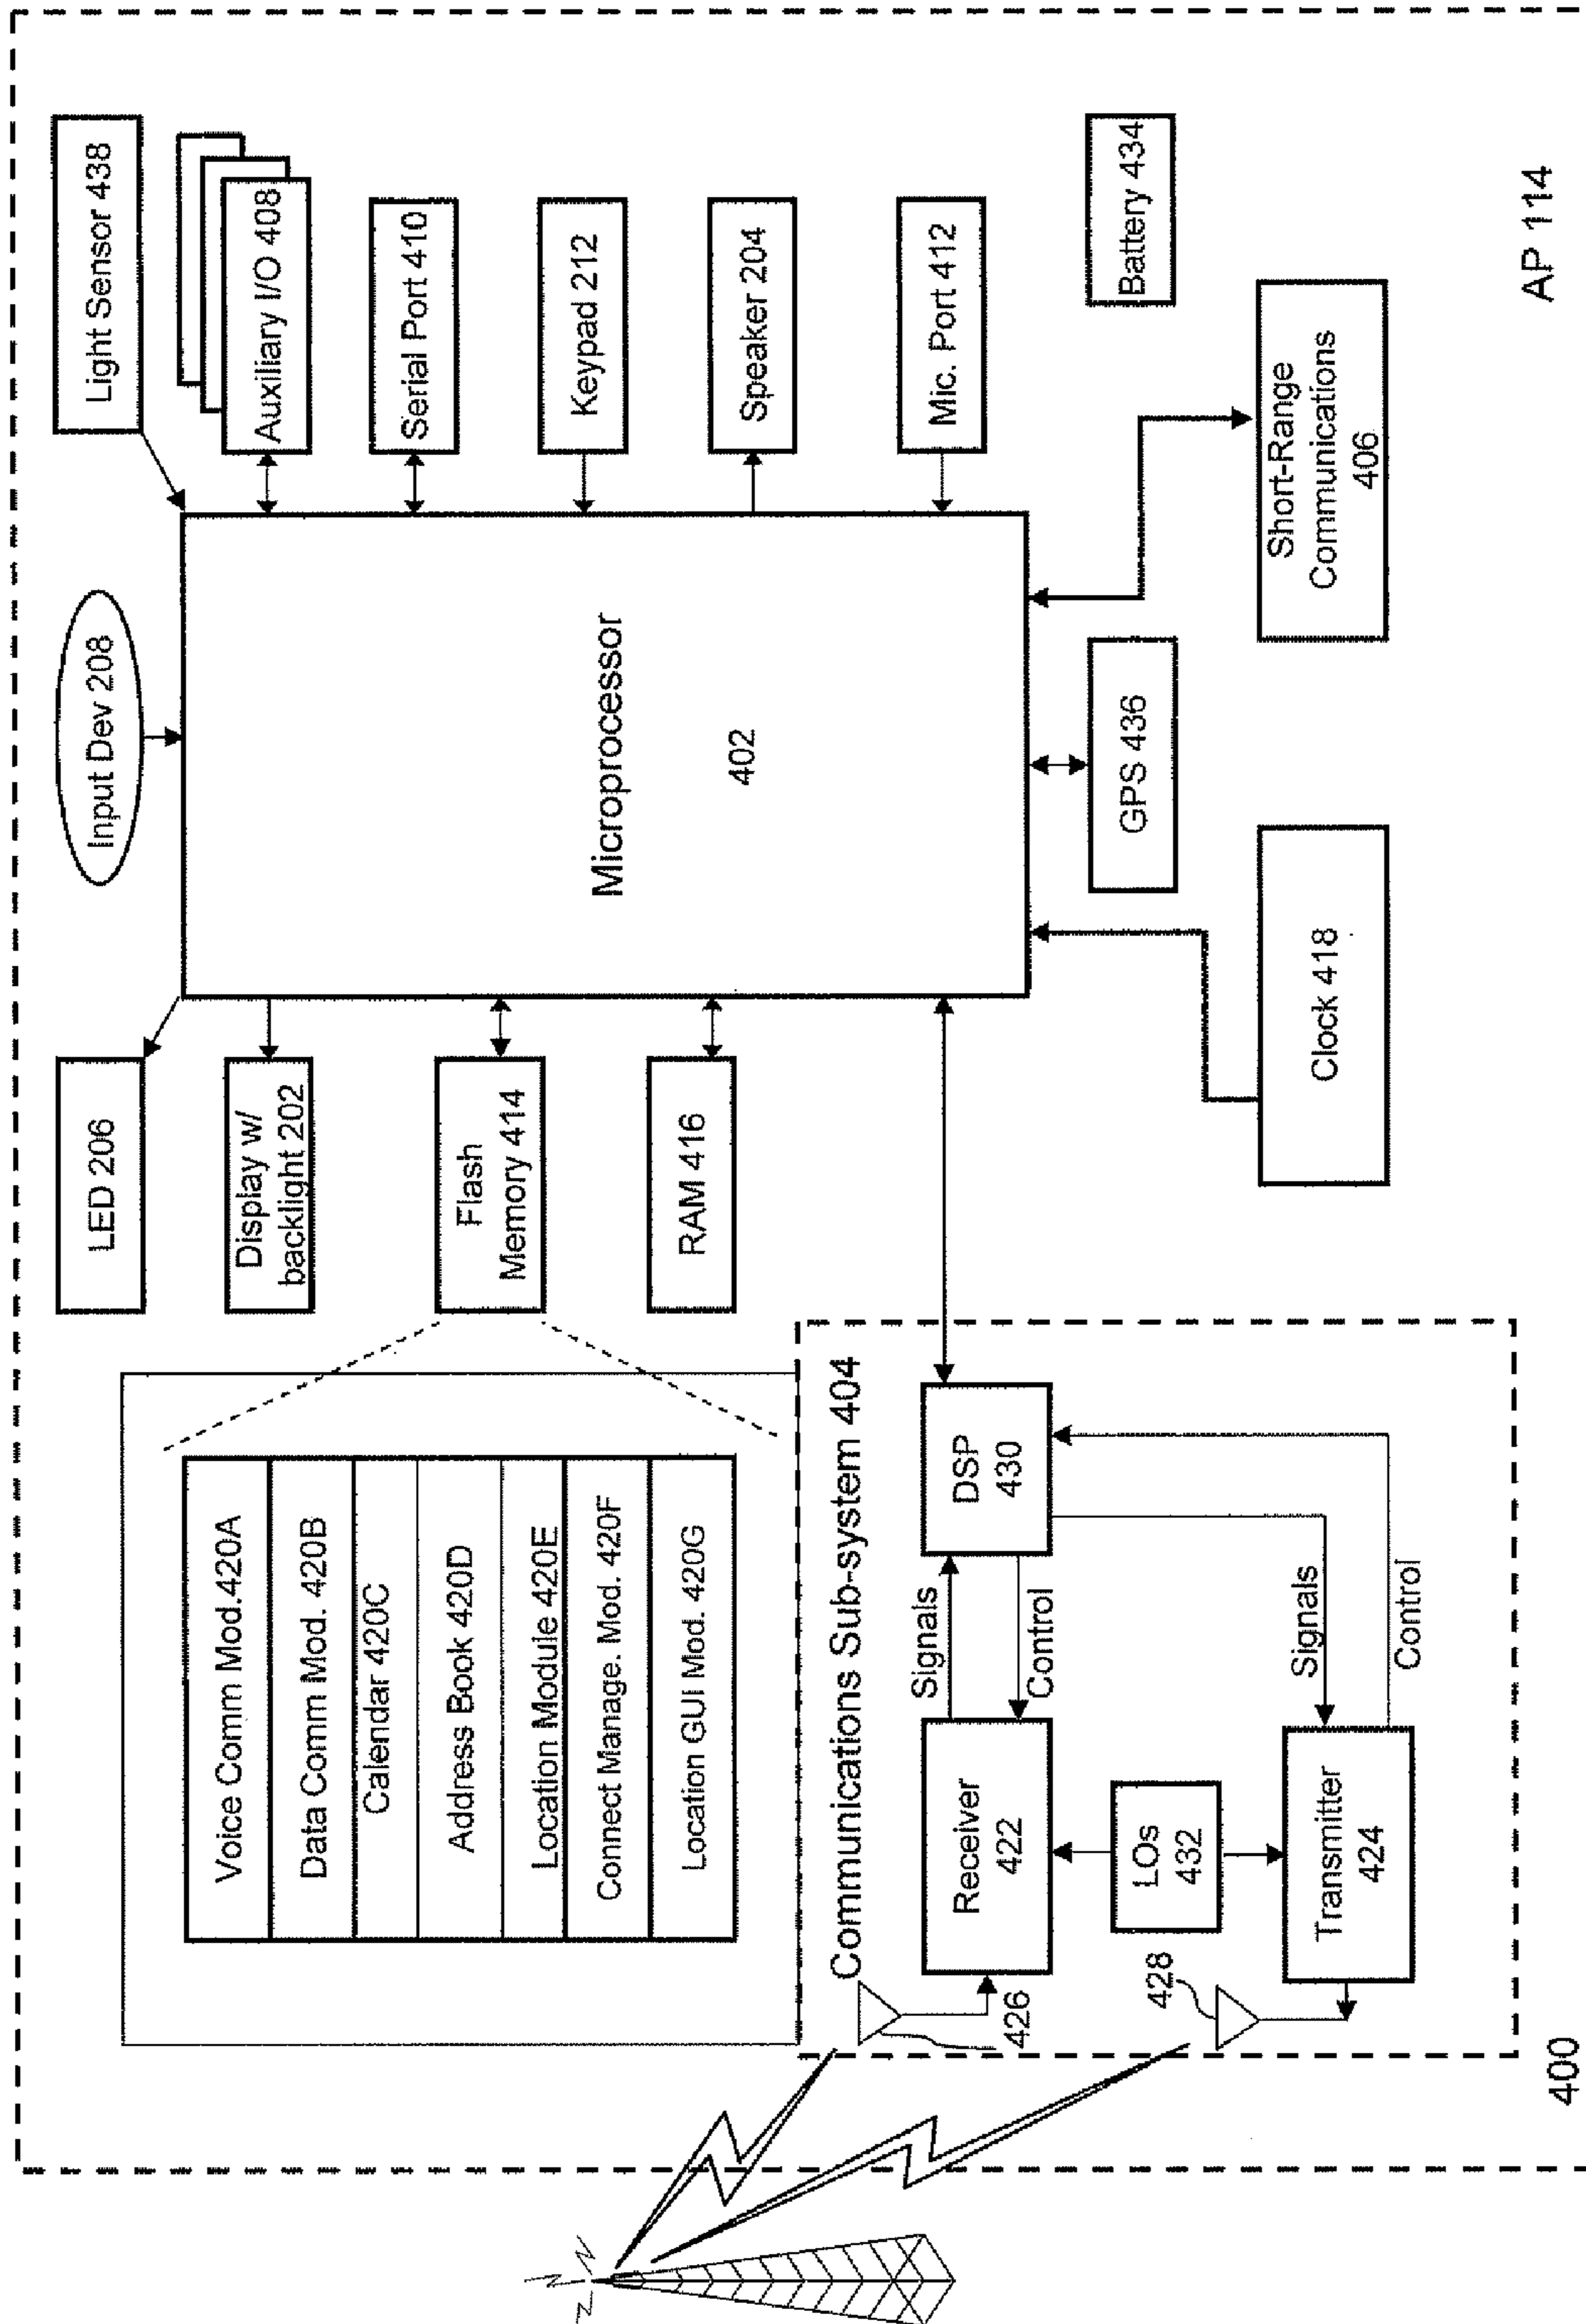 Voice Comm Mod.420A
Data Comm Mod. 420B
Calendar 420C
Address Book 420D
Location Module 420E
Connect Manage. Mod. 420F
Location GUI Mod. 420G
LED 206
Display w/
backlight 202
Flash
Memory 414
RAM 416
Input Dev 208
Microprocessor
402
Light Sensor 438
Auxiliary I/O 408
Serial Port 410
Keypad 212
Speaker 204
Mic. Port 412
Communications Sub-system 404
426
Receiver
422
Signals
Control
DSP
430
LOs
432
428
Transmitter
424
Signals
Control
Clock 418
GPS 436
Short-Range
Communications
406
Battery 434
400
AP 114